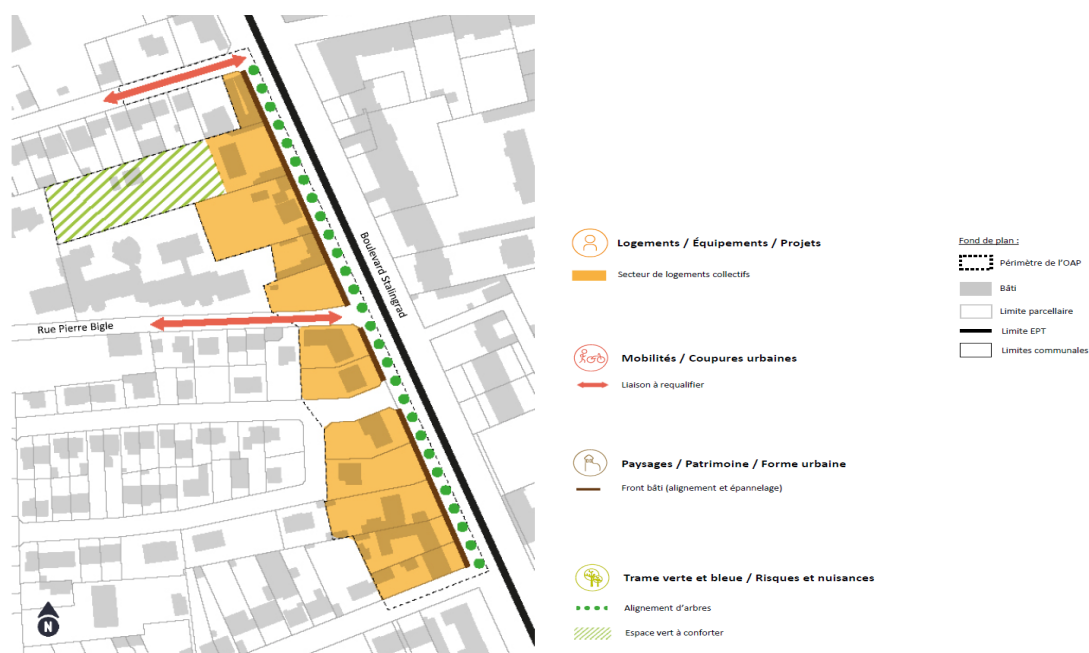 Boulevard Stalingrad
Rue Pierre Bigle
N
Logements / Équipements / Projets
Secteur de logements collectifs
Mobilités / Coupures urbaines
Liaison à requalifier
Paysages / Patrimoine / Forme urbaine
Front bâti (alignement et épannelage)
Trame verte et bleue / Risques et nuisances
Alignement d'arbres
Espace vert à conforter
Fond de plan :
Périmètre de l'OAP
Bâti
Limite parcellaire
Limite EPT
Limites communales